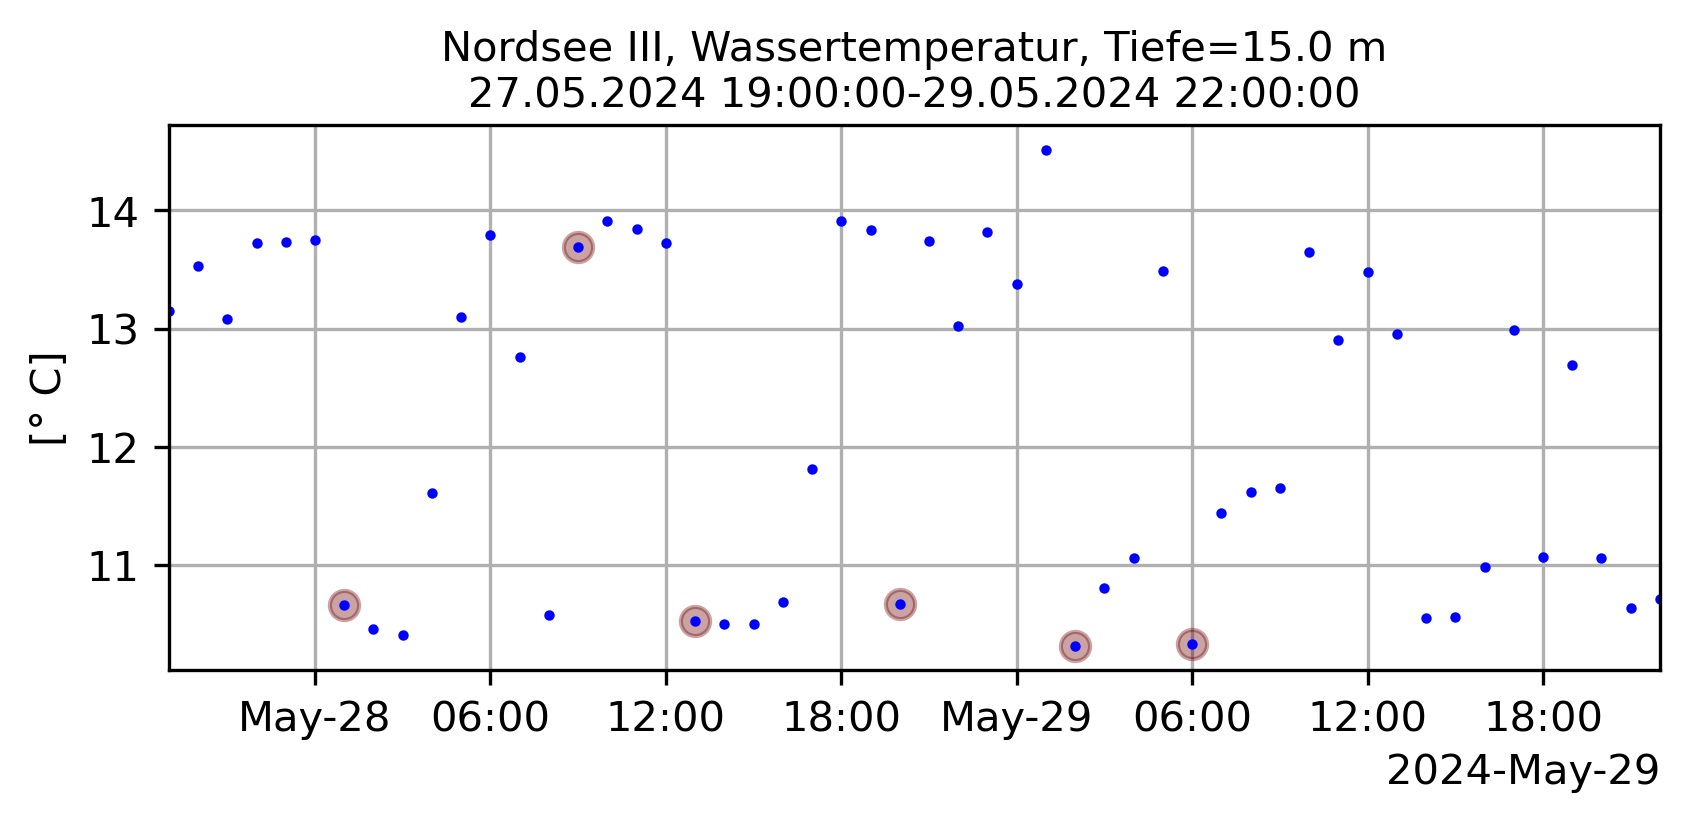 Nordsee III, Wassertemperatur, Tiefe=15.0 m
27.05.2024 19:00:00-29.05.2024 22:00:00
[° C]
14
13
12
11
May-28 06:00 12:00 18:00 May-29 06:00 12:00 18:00
2024-May-29